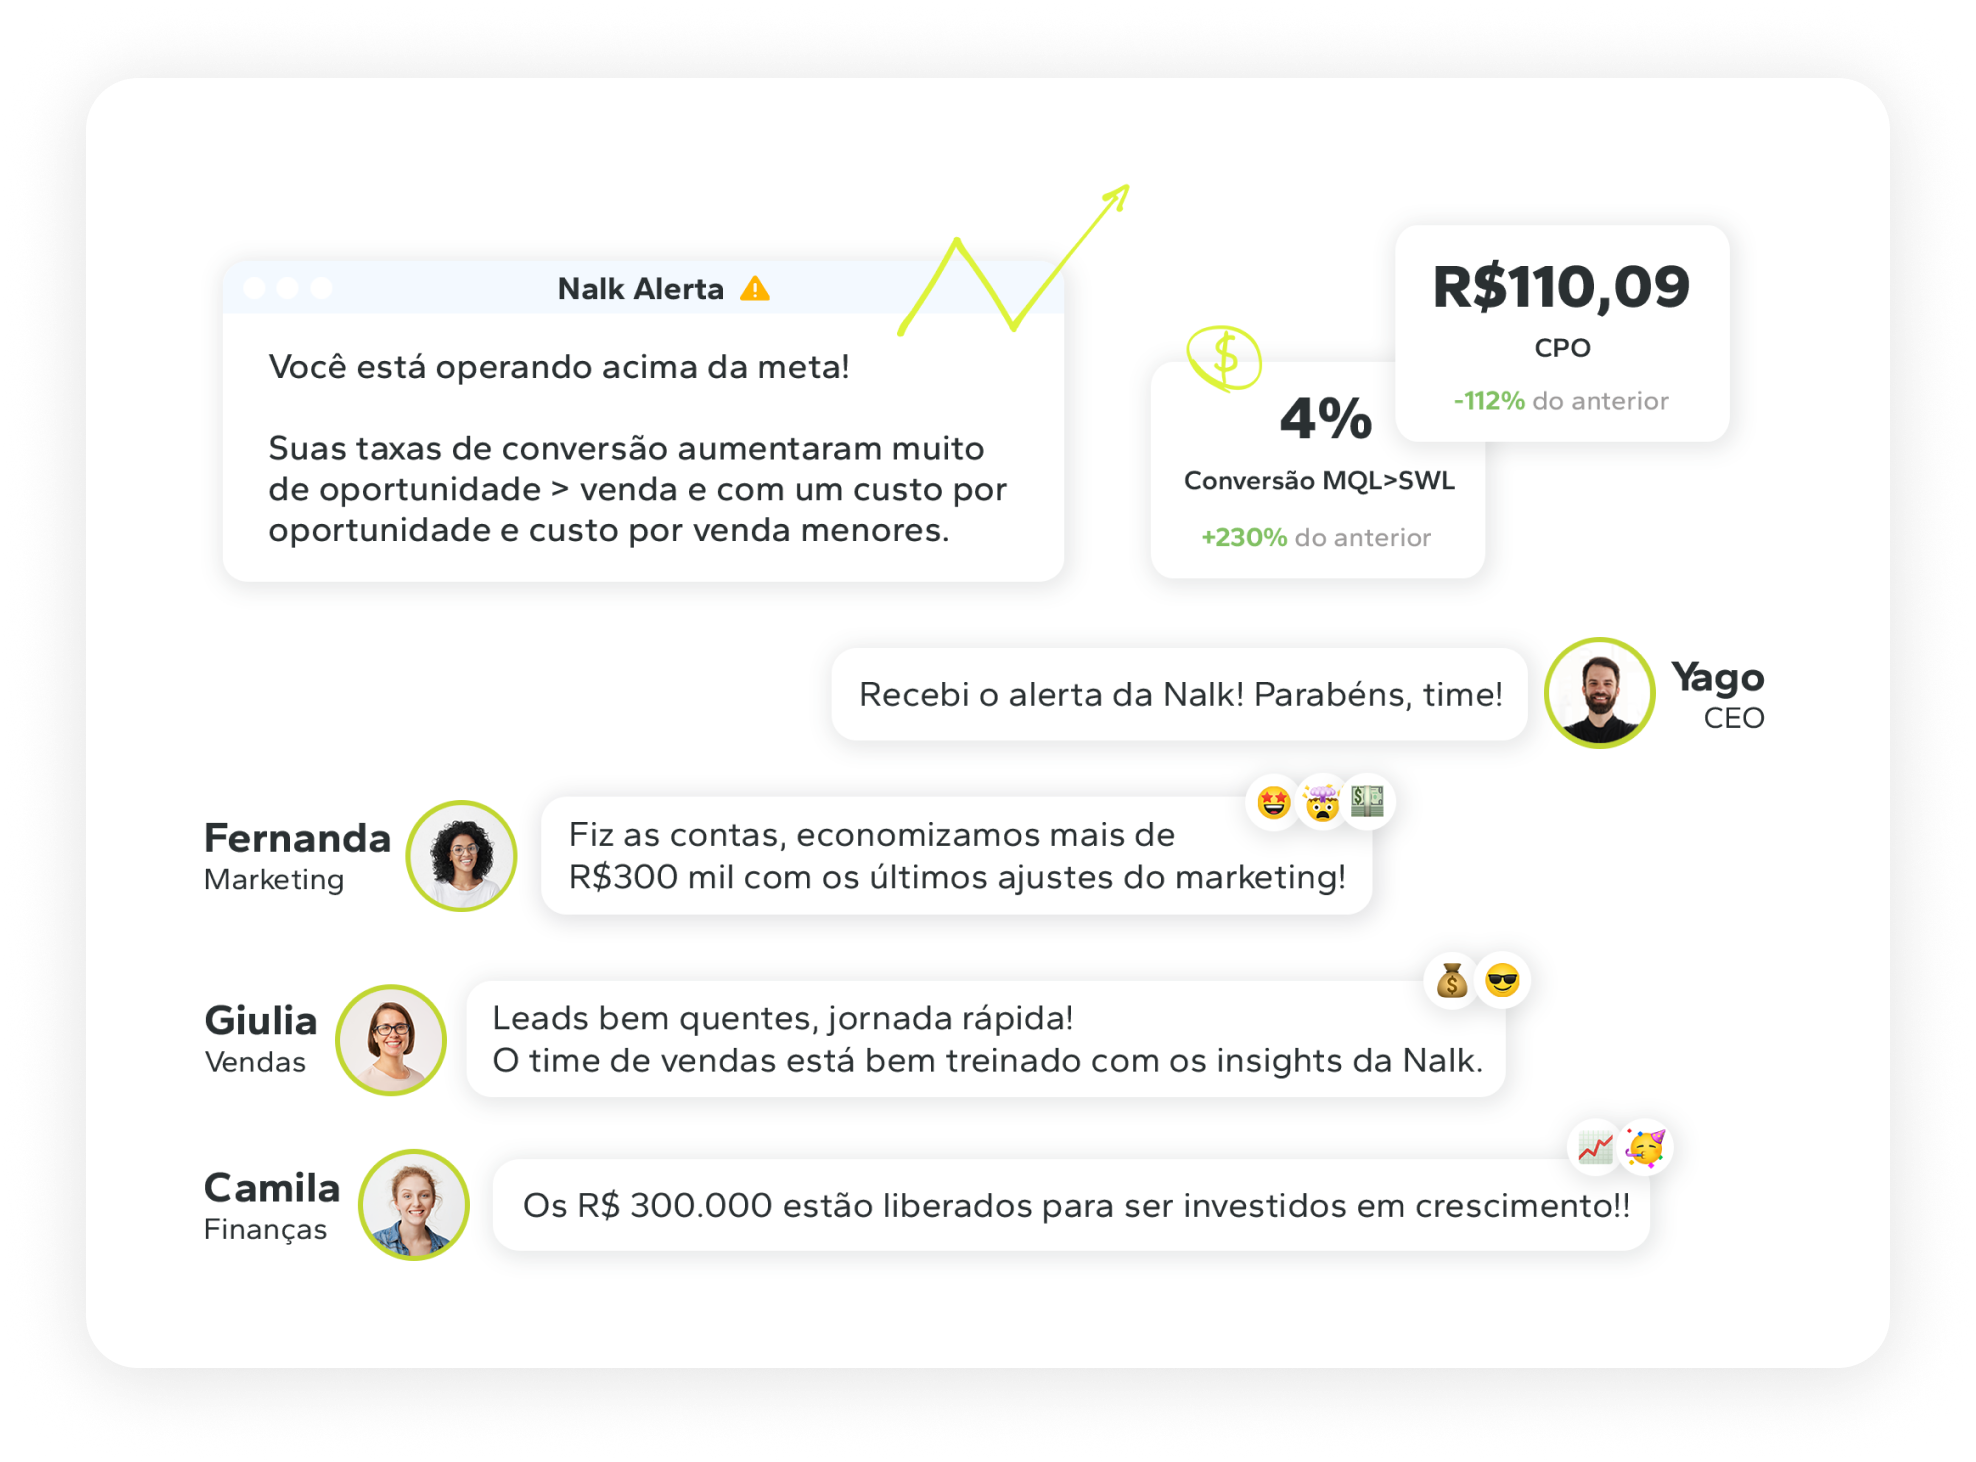 Nalk Alerta
Você está operando acima da meta!
Suas taxas de conversão aumentaram muito
de oportunidade > venda e com um custo por
oportunidade e custo por venda menores.
R$110,09
CPO
-112% do anterior
$
4%
Conversão MQL>SWL
+230% do anterior
Recebi o alerta da Nalk! Parabéns, time!
Yago
CEO
Fernanda
Marketing
Fiz as contas, economizamos mais de
R$300 mil com os últimos ajustes do marketing!
Giulia
Vendas
Leads bem quentes, jornada rápida!
O time de vendas está bem treinado com os insights da Nalk.
Camila
Finanças
Os R$ 300.000 estão liberados para ser investidos em crescimento!!